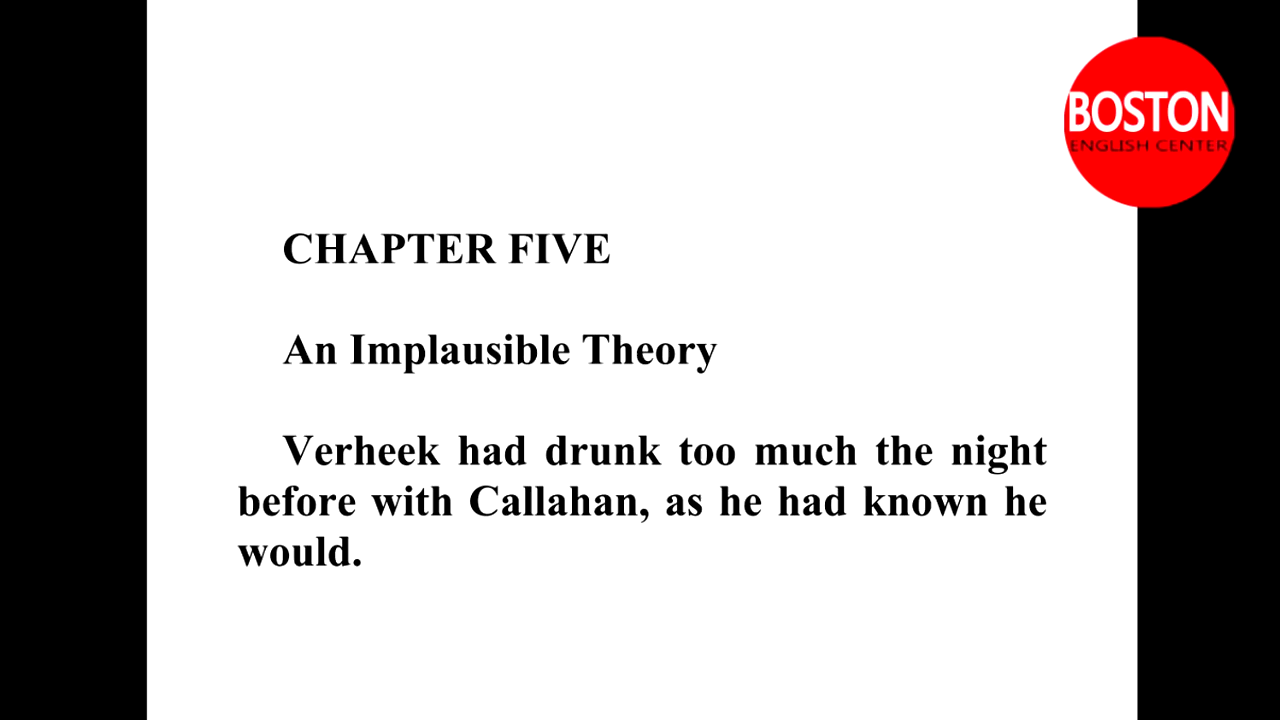 BOSTON
ENGLISH CENTER
CHAPTER FIVE
An Implausible Theory
Verheek had drunk too much the night
before with Callahan, as he had known he
would.